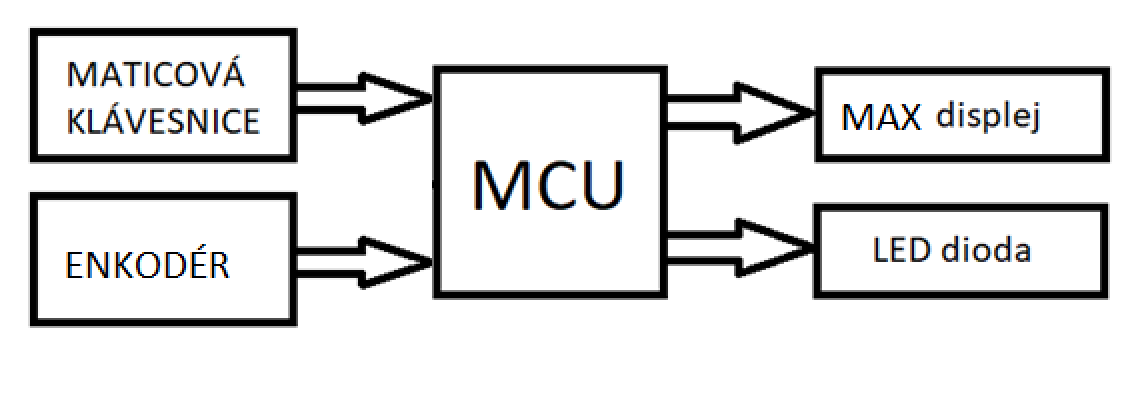 MATICOVÁ
KLÁVESNICE
ENKODÉR
MCU
MAX displej
LED dioda